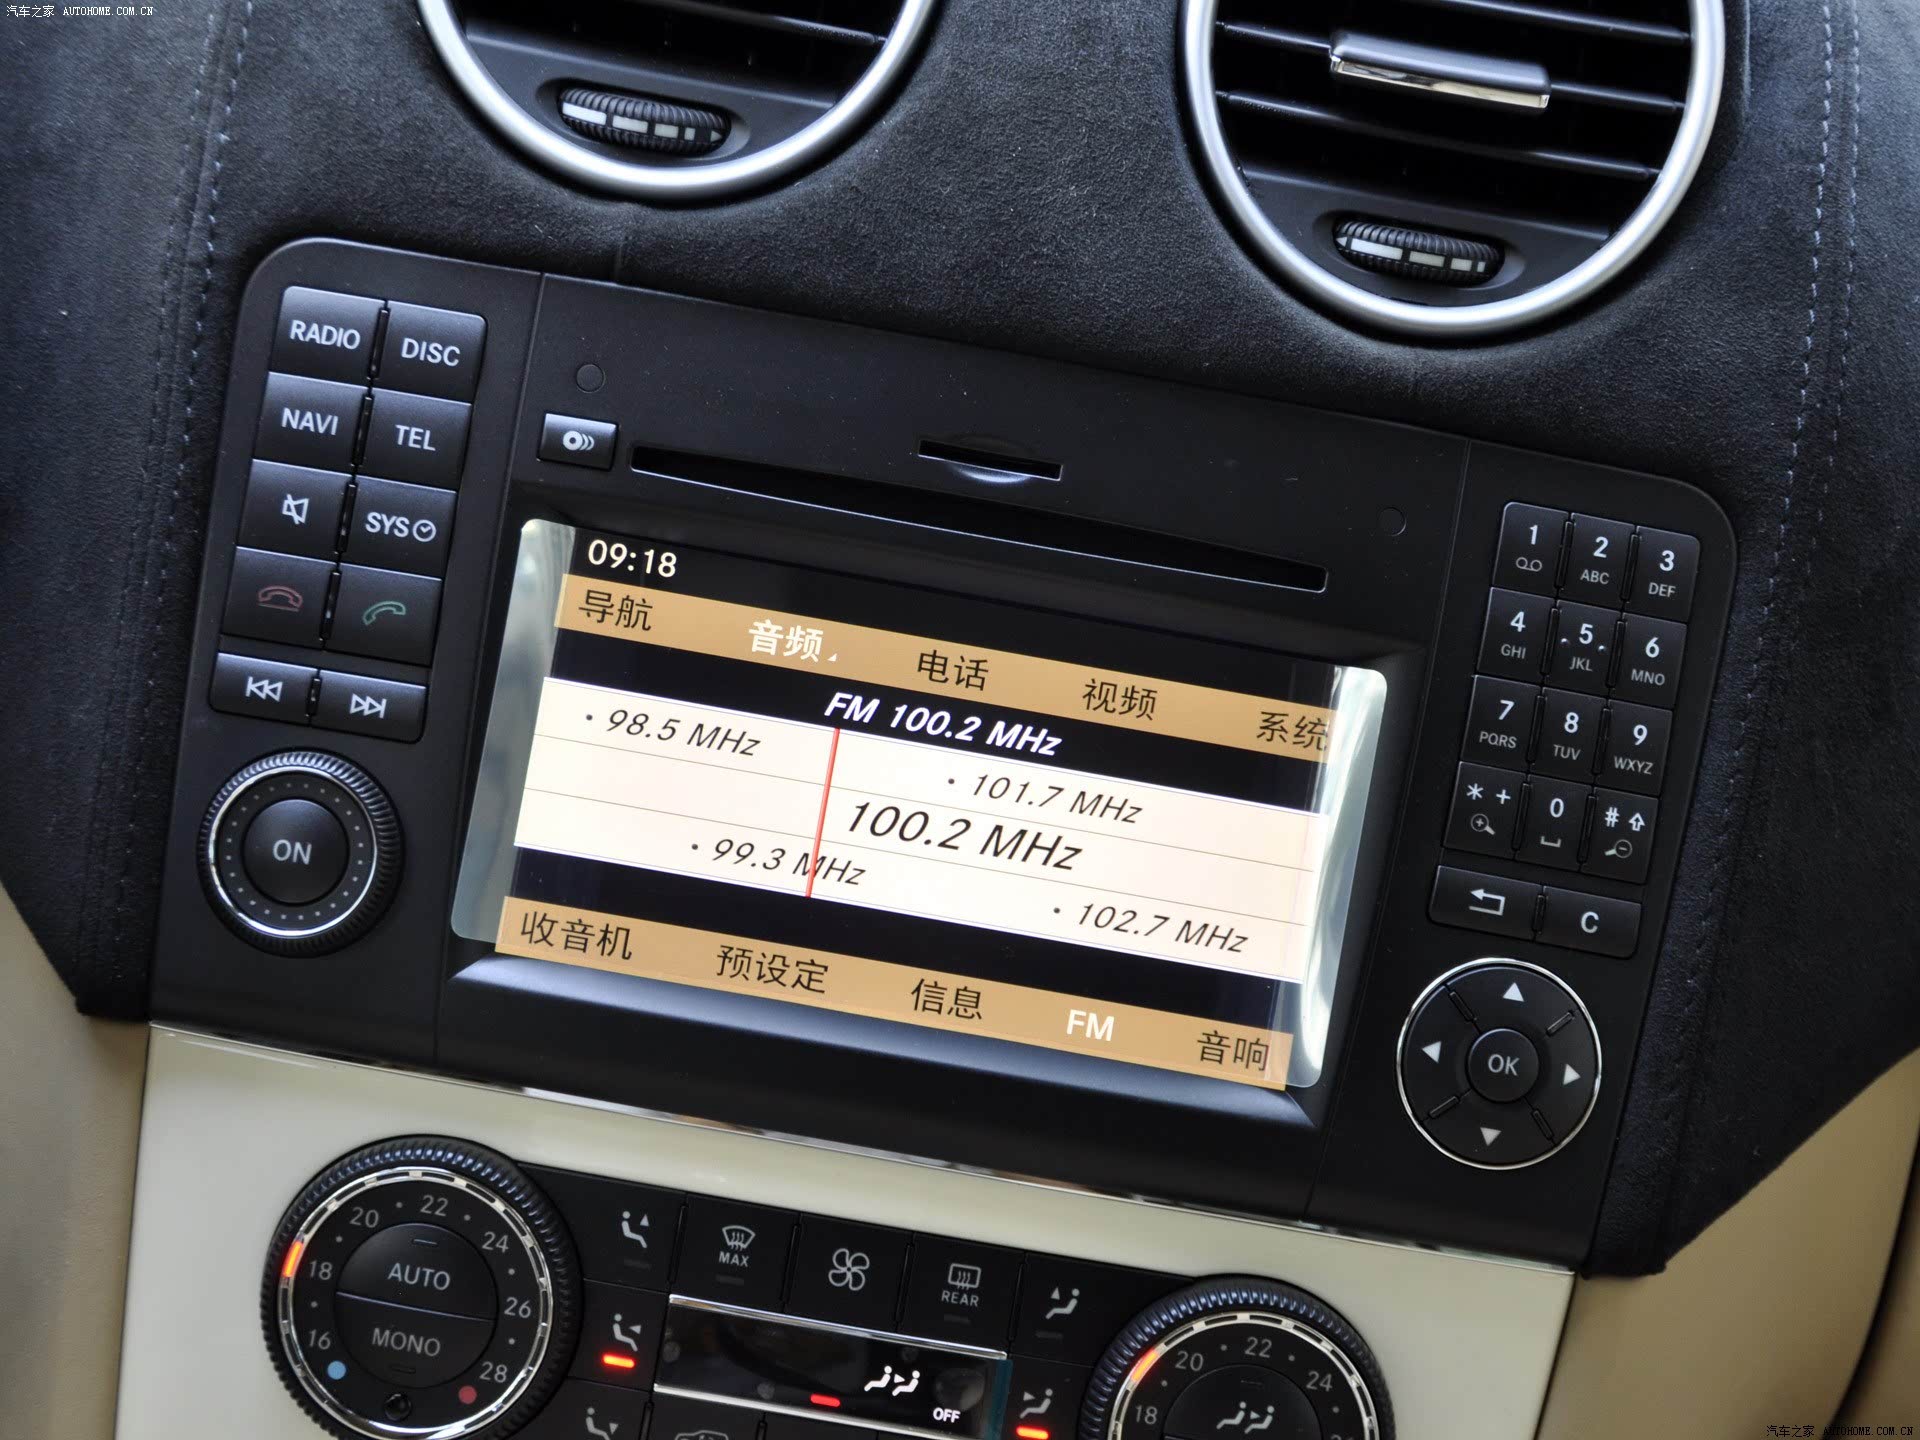 汽车之家 AUTOHOME.COM.CN
RADIO DISC
NAVI TEL
SYS
ON
09:18
导航 音频 电话 视频 系统
FM 100.2 MHz
98.5 MHz
101.7 MHz
100.2 MHz
99.3 MHz
102.7 MHz
收音机 预设定 信息 FM 音响
1 2 3
ABC DEF
4 5 6
GHI JKL MNO
7 8 9
PQRS TUV WXYZ
* + 0 #
C
OK
16 18 20 22 24 26 28
AUTO
MONO
MAX
REAR
OFF
18 20 22 24
汽车之家 AUTOHOME.COM.CN